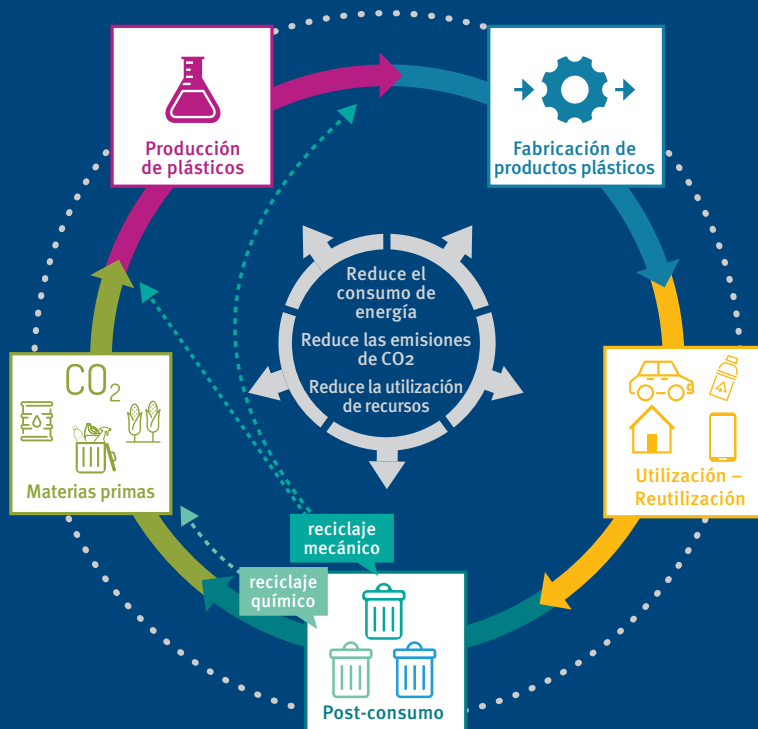 Producción
de plásticos
Fabricación de
productos plásticos
Reduce el
consumo de
energía
Reduce las emisiones
de CO2
Reduce la utilización
de recursos
CO₂
Materias primas
Utilización –
Reutilización
reciclaje
mecánico
reciclaje
químico
Post-consumo